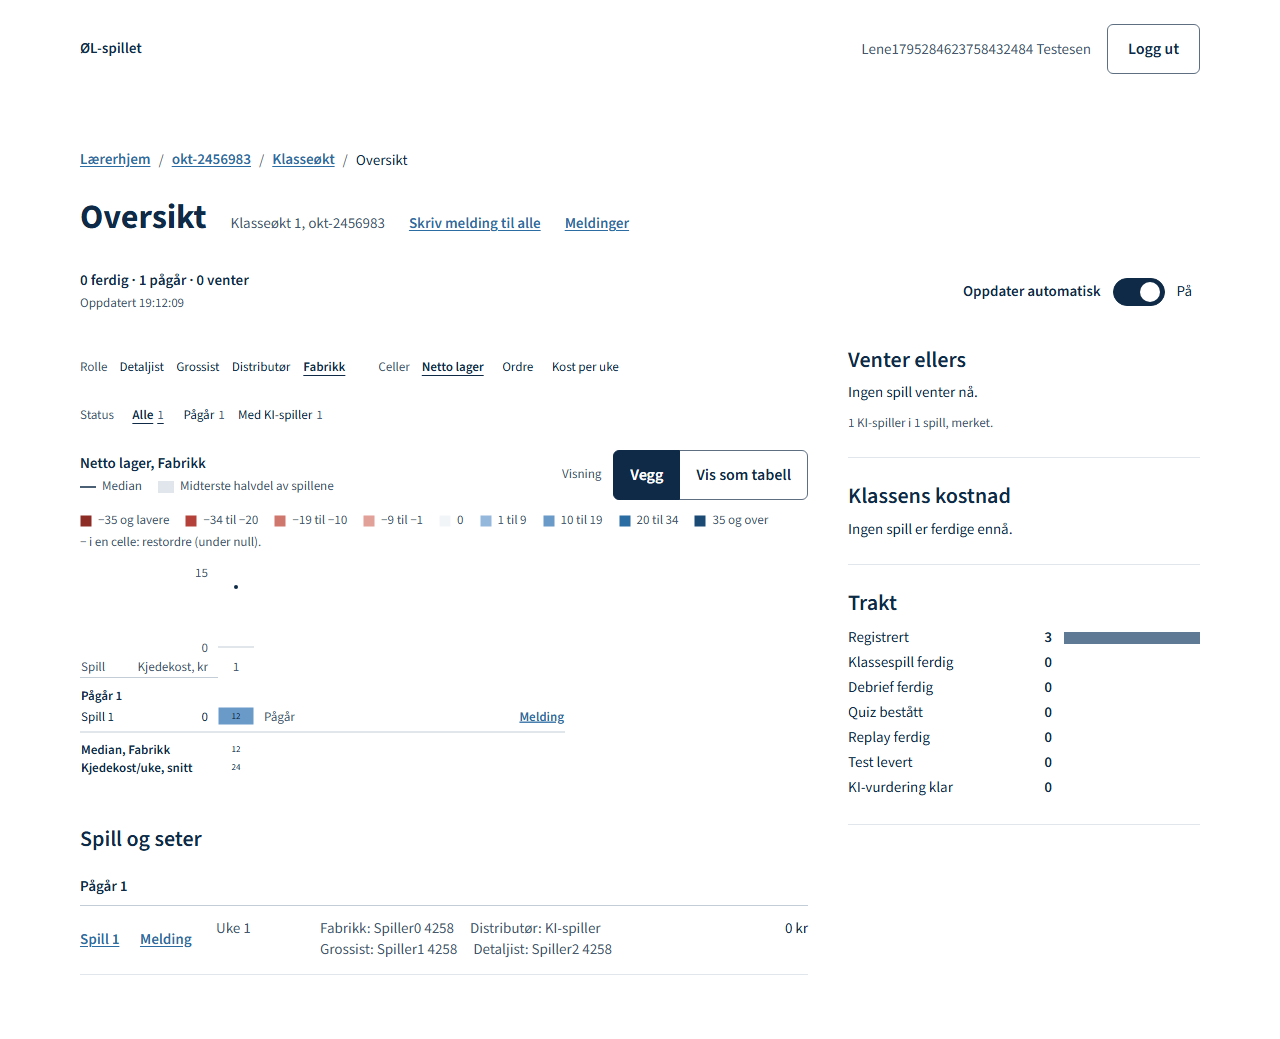 ØL-spillet
Lene1795284623758432484 Testesen
Logg ut
Lærerhjem / okt-2456983 / Klasseøkt / Oversikt
Oversikt Klasseøkt 1, okt-2456983 Skriv melding til alle Meldinger
0 ferdig · 1 pågår · 0 venter
Oppdatert 19:12:09
Oppdater automatisk På
Rolle Detaljist Grossist Distributør Fabrikk Celler Netto lager Ordre Kost per uke
Status Alle 1 Pågår 1 Med KI-spiller 1
Netto lager, Fabrikk
Median Midterste halvdel av spillene
Visning Vegg Vis som tabell
−35 og lavere −34 til −20 −19 til −10 −9 til −1 0 1 til 9 10 til 19 20 til 34 35 og over
− i en celle: restordre (under null).
15
0
Spill Kjedekost, kr 1
Pågår 1
Spill 1 0 12 Pågår Melding
Median, Fabrikk 12
Kjedekost/uke, snitt 24
Spill og seter
Pågår 1
Spill 1 Melding Uke 1 Fabrikk: Spiller0 4258 Distributør: KI-spiller 0 kr
Grossist: Spiller1 4258 Detaljist: Spiller2 4258
Venter ellers
Ingen spill venter nå.
1 KI-spiller i 1 spill, merket.
Klassens kostnad
Ingen spill er ferdige ennå.
Trakt
Registrert 3
Klassespill ferdig 0
Debrief ferdig 0
Quiz bestått 0
Replay ferdig 0
Test levert 0
KI-vurdering klar 0